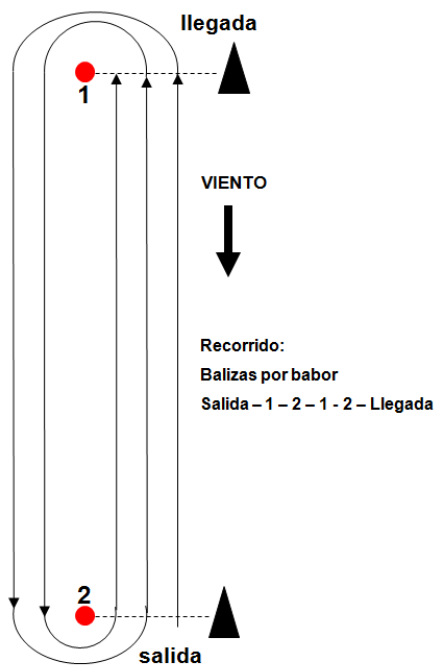 llegada
1
VIENTO
Recorrido:
Balizas por babor
Salida – 1 – 2 – 1 - 2 – Llegada
2
salida